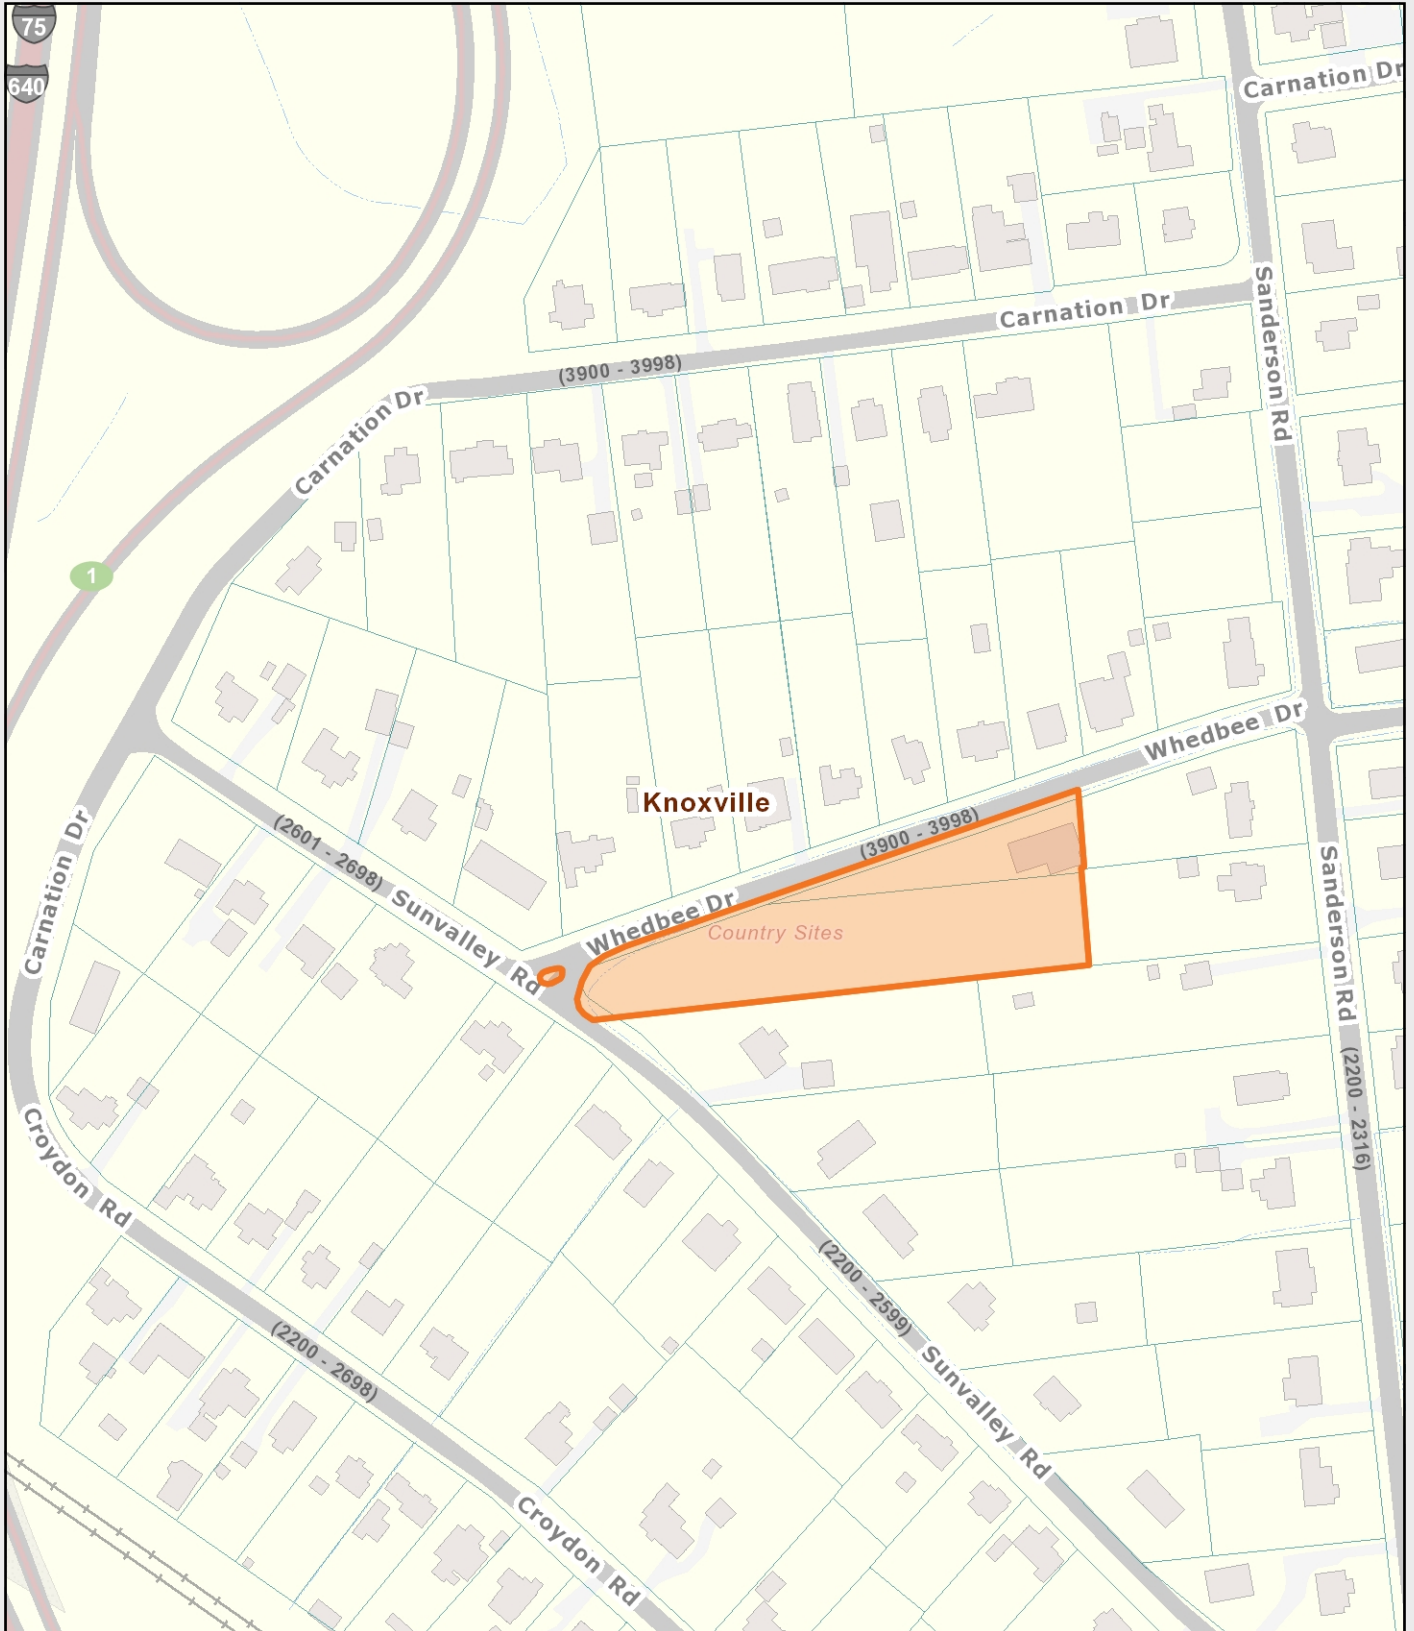 75
640
Carnation Dr
Sanderson Rd
Carnation Dr
(3900 - 3998)
Carnation Dr
1
Whedbee Dr
Knoxville
(3900 - 3998)
Carnation Dr
(2601 - 2698)
Sunvalley Rd
Whedbee Dr
Country Sites
Sanderson Rd
(2200 - 2316)
Croydon Rd
(2200 - 2599)
Sunvalley Rd
(2200 - 2698)
Croydon Rd